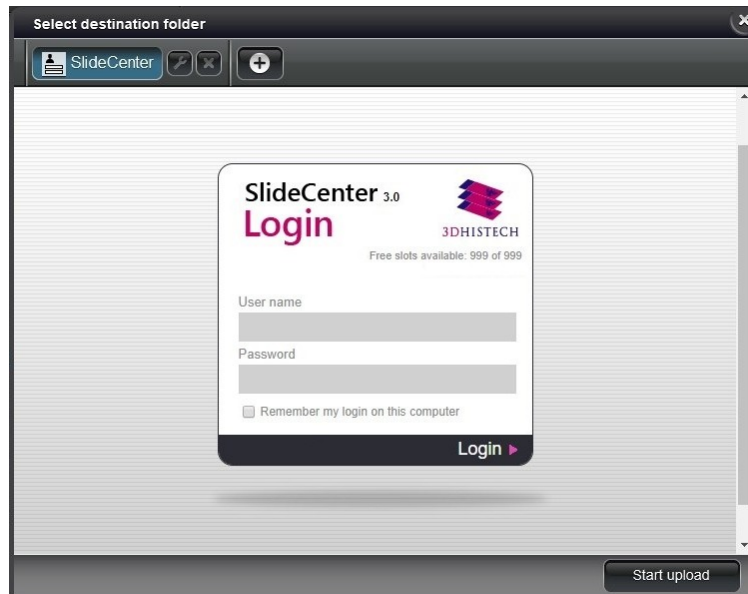 Select destination folder
SlideCenter
SlideCenter 3.0
Login
3DHISTECH
Free slots available: 999 of 999
User name
Password
Remember my login on this computer
Login
Start upload